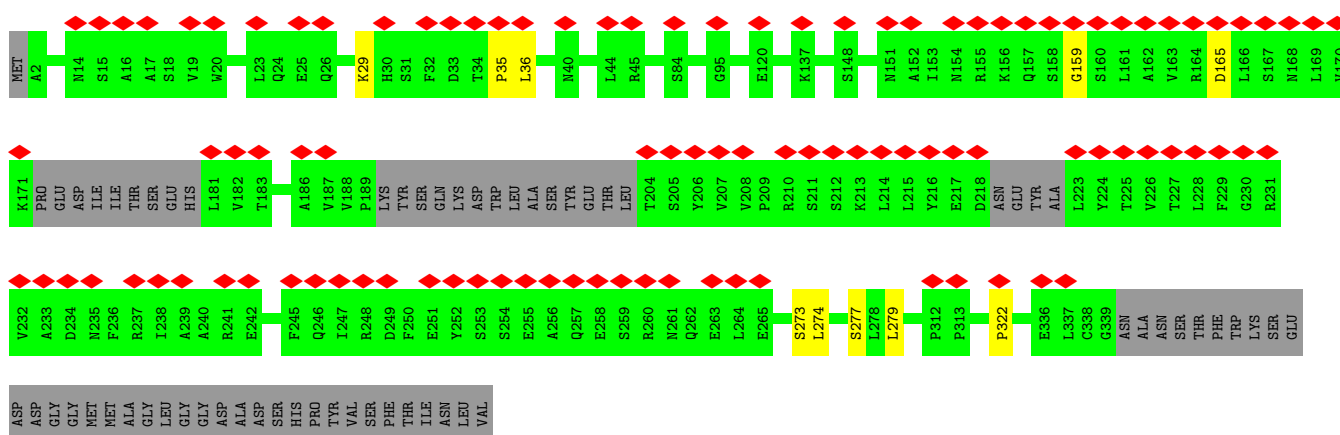 MET A2 N14 S15 A16 A17 S18 V19 W20 L23 Q24 E25 Q26 K29 H30 S31 F32 D33 T34 P35 L36 N40 L44 R45 S84 G95 E120 K137 S148 N151 A152 I153 N154 R155 K156 Q157 S158 G159 S160 L161 A162 V163 R164 D165 L166 S167 N168 L169 V170
K171 PRO GLU ASP ILE ILE THR SER GLU HIS L181 V182 T183 A186 V187 V188 P189 LYS TYR SER GLN LYS ASP TRP LEU ALA SER TYR GLU THR LEU T204 S205 Y206 V207 V208 P209 R210 S211 S212 K213 L214 L215 Y216 E217 D218 ASN GLU TYR ALA L223 Y224 T225 V226 T227 L228 F229 G230 R231
V232 A233 D234 N235 F236 R237 I238 A239 A240 R241 E242 F245 Q246 I247 R248 D249 F250 E251 Y252 S253 S254 E255 A256 Q257 E258 S259 R260 N261 Q262 E263 L264 E265 S273 L274 S277 L278 L279 P312 P313 P322 E336 L337 C338 G339 ASN ALA ASN SER THR PHE TRP LYS SER GLU
ASP ASP GLY GLY MET MET ALA GLY LEU GLY GLY ASP ALA ASP SER HIS PRO TYR VAL SER PHE THR ILE ASN LEU VAL